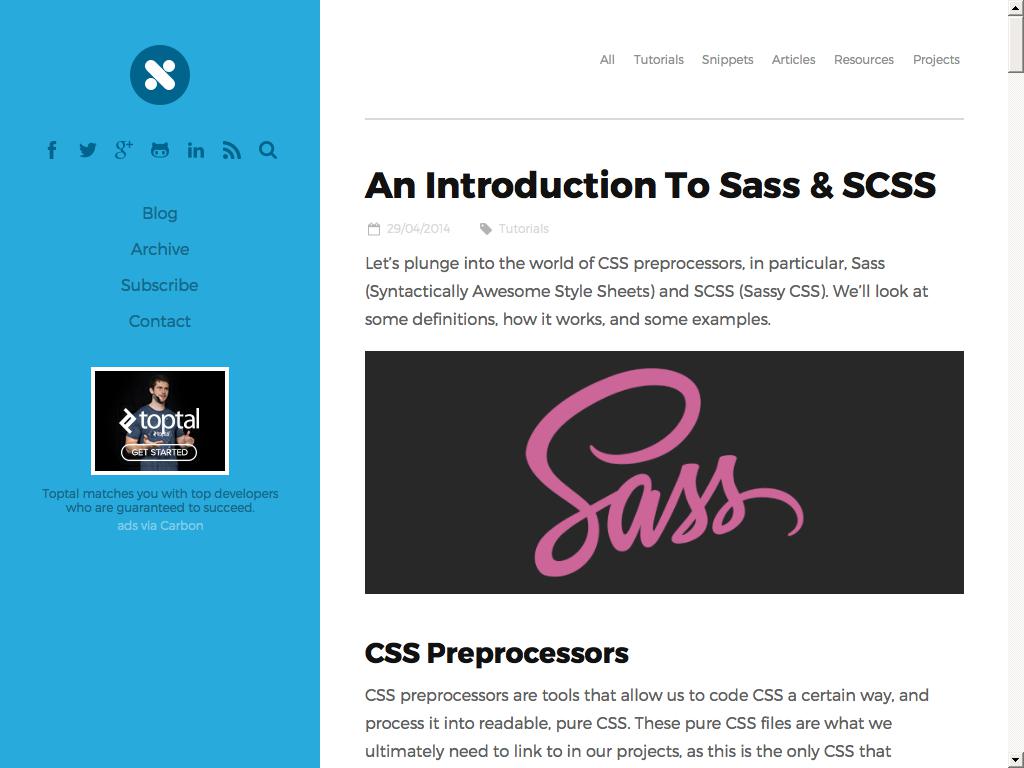 All Tutorials Snippets Articles Resources Projects
Blog
Archive
Subscribe
Contact
toptal
GET STARTED
Toptal matches you with top developers
who are guaranteed to succeed.
ads via Carbon
An Introduction To Sass & SCSS
29/04/2014 Tutorials
Let's plunge into the world of CSS preprocessors, in particular, Sass
(Syntactically Awesome Style Sheets) and SCSS (Sassy CSS). We'll look at
some definitions, how it works, and some examples.
Sass
CSS Preprocessors
CSS preprocessors are tools that allow us to code CSS a certain way, and
process it into readable, pure CSS. These pure CSS files are what we
ultimately need to link to in our projects, as this is the only CSS that